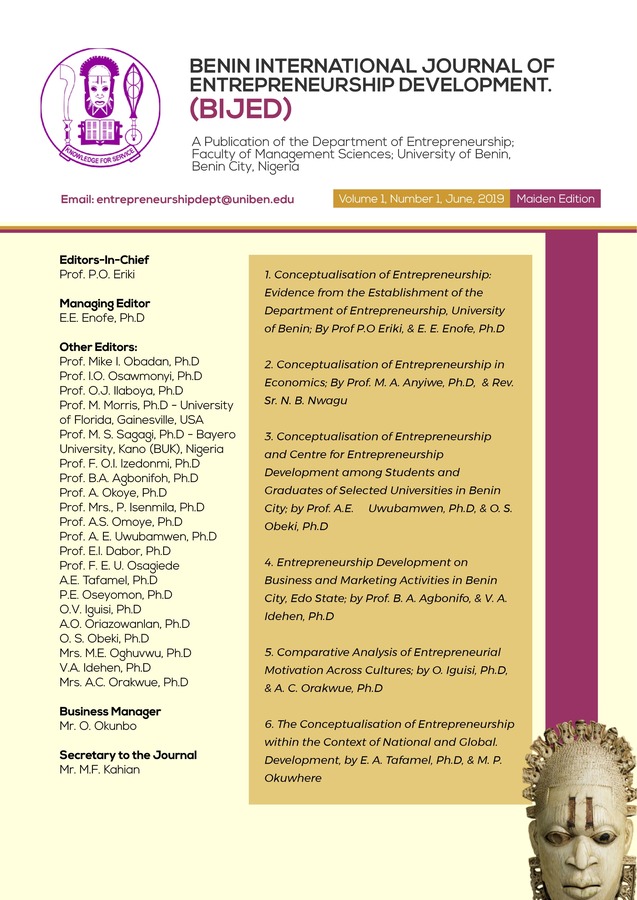 BENIN INTERNATIONAL JOURNAL OF
ENTREPRENEURSHIP DEVELOPMENT.
(BIJED)
KNOWLEDGE FOR SERVICE
A Publication of the Department of Entrepreneurship;
Faculty of Management Sciences; University of Benin,
Benin City, Nigeria
Email: entrepreneurshipdept@uniben.edu
Volume 1, Number 1, June, 2019
Maiden Edition
Editors-In-Chief
Prof. P.O. Eriki
Managing Editor
E.E. Enofe, Ph.D
Other Editors:
Prof. Mike I. Obadan, Ph.D
Prof. I.O. Osawmonyi, Ph.D
Prof. O.J. Ilaboya, Ph.D
Prof. M. Morris, Ph.D - University
of Florida, Gainesville, USA
Prof. M. S. Sagagi, Ph.D - Bayero
University, Kano (BUK), Nigeria
Prof. F. O.I. Izedonmi, Ph.D
Prof. B.A. Agbonifoh, Ph.D
Prof. A. Okoye, Ph.D
Prof. Mrs., P. Isenmila, Ph.D
Prof. A.S. Omoye, Ph.D
Prof. A. E. Uwubamwen, Ph.D
Prof. E.I. Dabor, Ph.D
Prof. F. E. U. Osagiede
A.E. Tafamel, Ph.D
P.E. Oseyomon, Ph.D
O.V. Iguisi, Ph.D
A.O. Oriazowanlan, Ph.D
O. S. Obeki, Ph.D
Mrs. M.E. Oghuvwu, Ph.D
V.A. Idehen, Ph.D
Mrs. A.C. Orakwue, Ph.D
Business Manager
Mr. O. Okunbo
Secretary to the Journal
Mr. M.F. Kahian
1. Conceptualisation of Entrepreneurship:
Evidence from the Establishment of the
Department of Entrepreneurship, University
of Benin; By Prof P.O Eriki, & E. E. Enofe, Ph.D
2. Conceptualisation of Entrepreneurship in
Economics; By Prof. M. A. Anyiwe, Ph.D, & Rev.
Sr. N. B. Nwagu
3. Conceptualisation of Entrepreneurship
and Centre for Entrepreneurship
Development among Students and
Graduates of Selected Universities in Benin
City; by Prof. A.E. Uwubamwen, Ph.D, & O. S.
Obeki, Ph.D
4. Entrepreneurship Development on
Business and Marketing Activities in Benin
City, Edo State; by Prof. B. A. Agbonifo, & V. A.
Idehen, Ph.D
5. Comparative Analysis of Entrepreneurial
Motivation Across Cultures; by O. Iguisi, Ph.D,
& A. C. Orakwue, Ph.D
6. The Conceptualisation of Entrepreneurship
within the Context of National and Global.
Development, by E. A. Tafamel, Ph.D, & M. P.
Okuwhere